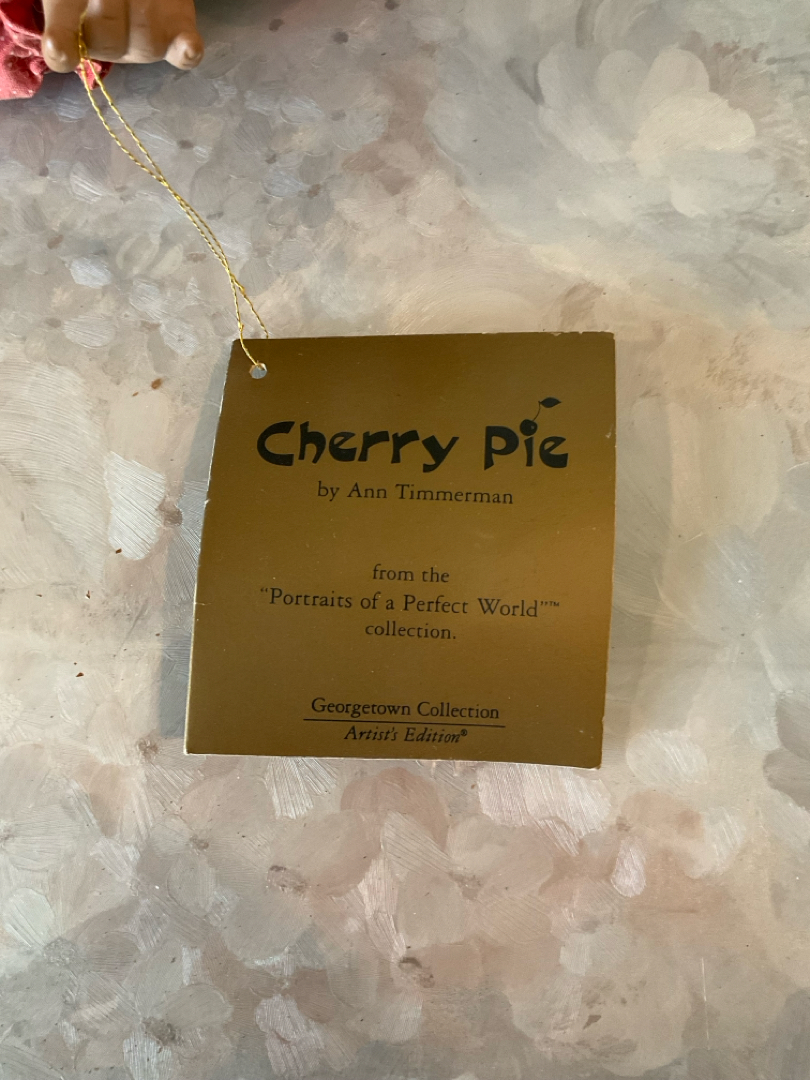 Cherry Pie
by Ann Timmerman
from the
“Portraits of a Perfect World”™
collection.
Georgetown Collection
Artist's Edition®